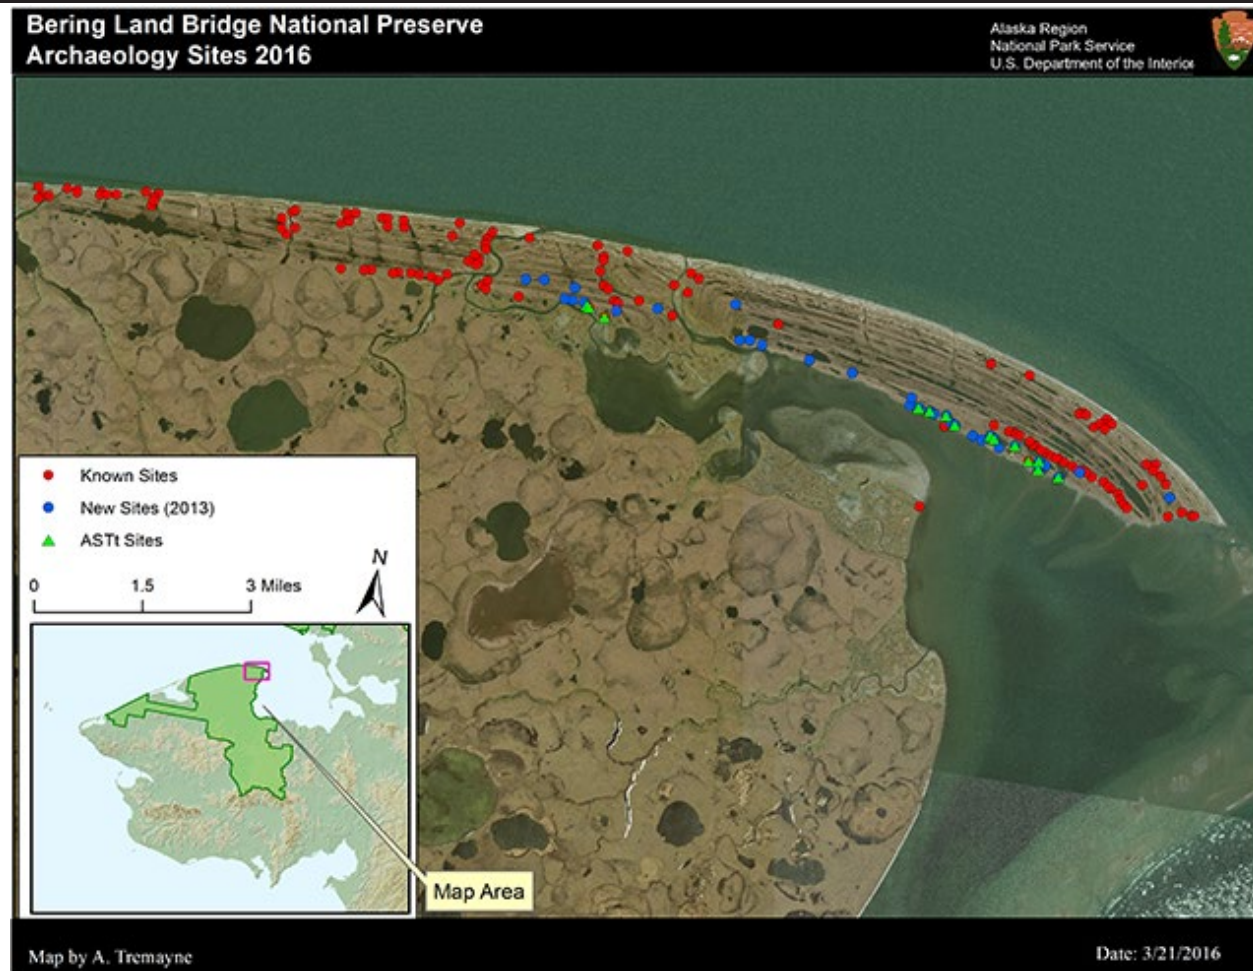 Bering Land Bridge National Preserve
Archaeology Sites 2016
Alaska Region
National Park Service
U.S. Department of the Interior
Known Sites
New Sites (2013)
ASTt Sites
N
0 1.5 3 Miles
Map Area
Map by A. Tremayne
Date: 3/21/2016